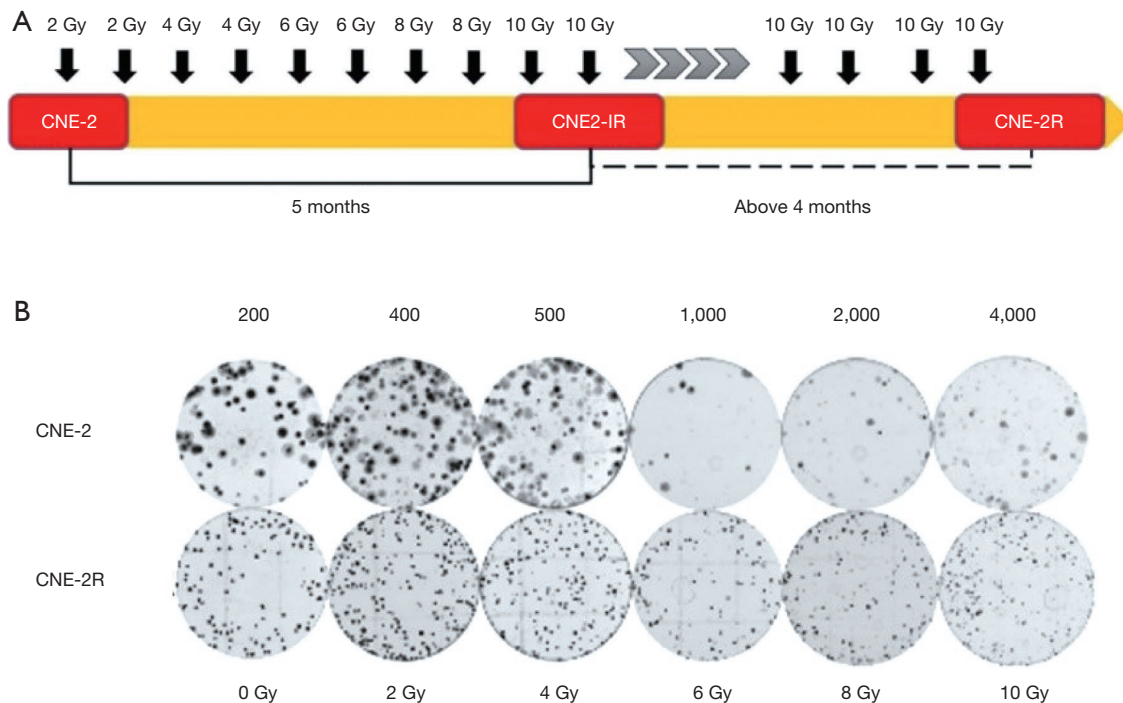 A
2 Gy 2 Gy 4 Gy 4 Gy 6 Gy 6 Gy 8 Gy 8 Gy 10 Gy 10 Gy 10 Gy 10 Gy 10 Gy 10 Gy
CNE-2 CNE2-IR CNE-2R
5 months Above 4 months
B
200 400 500 1,000 2,000 4,000
CNE-2
CNE-2R
0 Gy 2 Gy 4 Gy 6 Gy 8 Gy 10 Gy